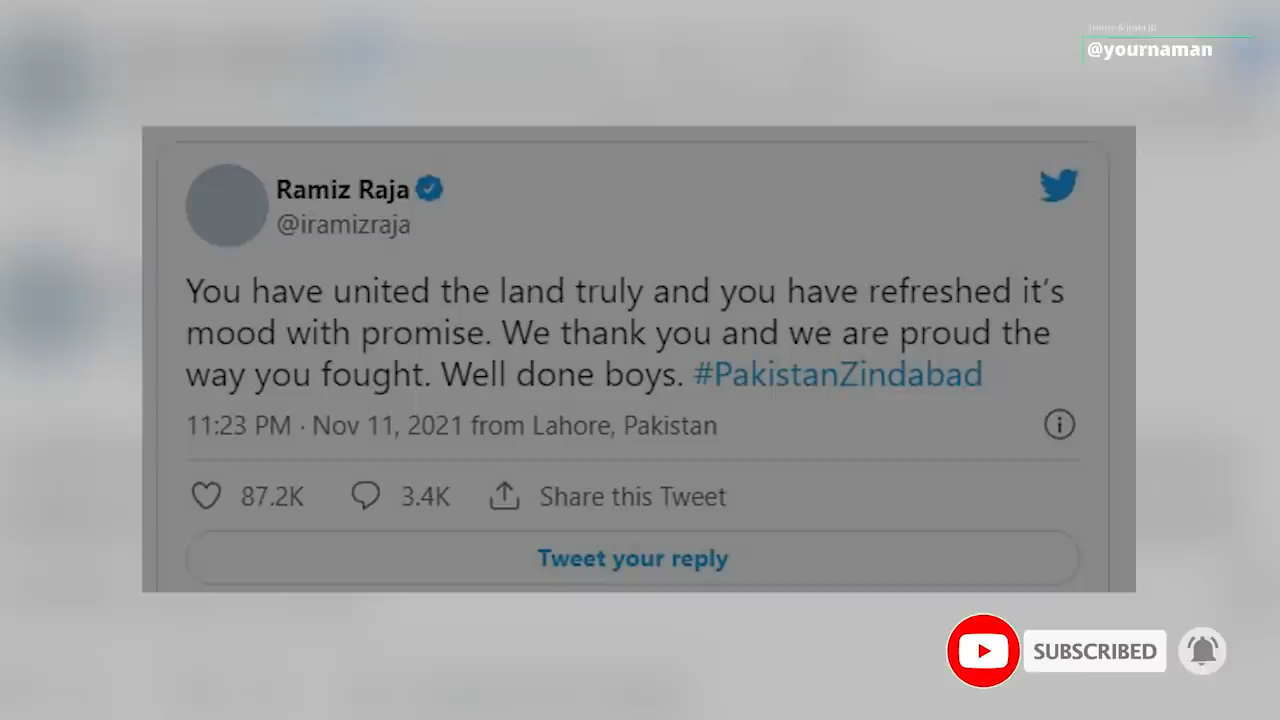 @yournaman
Ramiz Raja
@iramizraja
You have united the land truly and you have refreshed it's
mood with promise. We thank you and we are proud the
way you fought. Well done boys. #PakistanZindabad
11:23 PM · Nov 11, 2021 from Lahore, Pakistan
87.2K 3.4K Share this Tweet
Tweet your reply
SUBSCRIBED